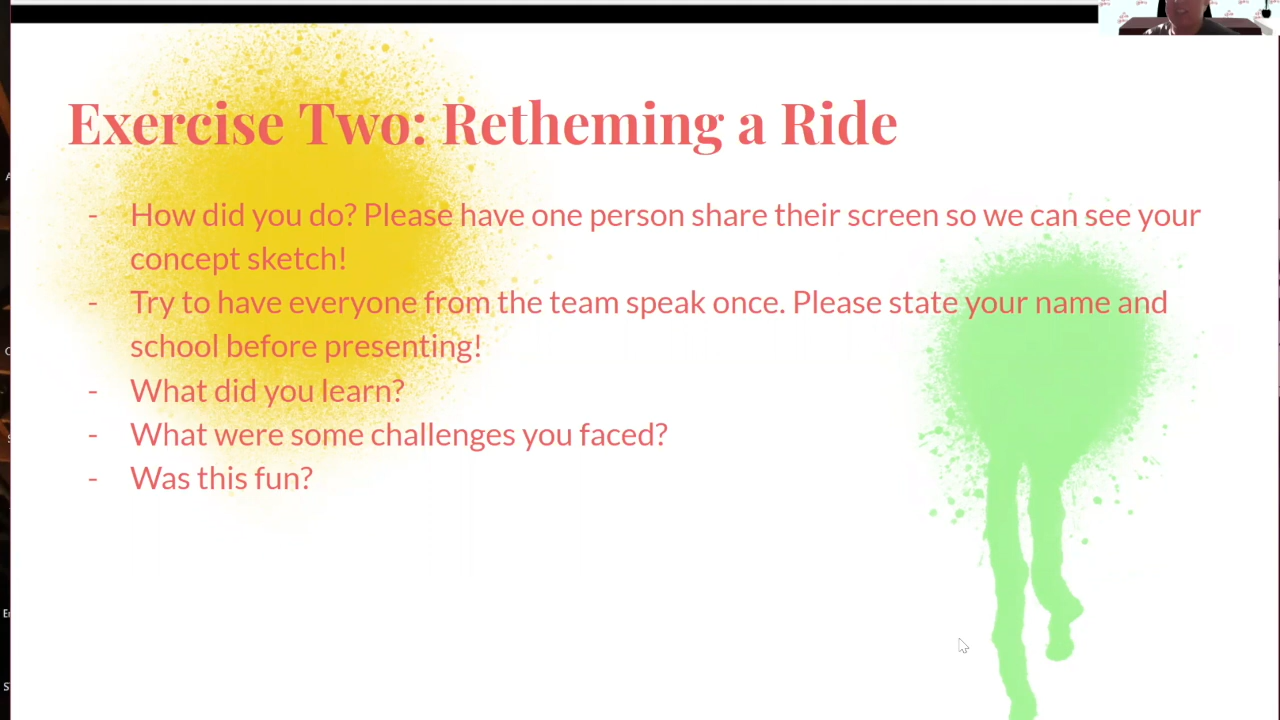 Exercise Two: Retheming a Ride
- How did you do? Please have one person share their screen so we can see your
concept sketch!
- Try to have everyone from the team speak once. Please state your name and
school before presenting!
- What did you learn?
- What were some challenges you faced?
- Was this fun?